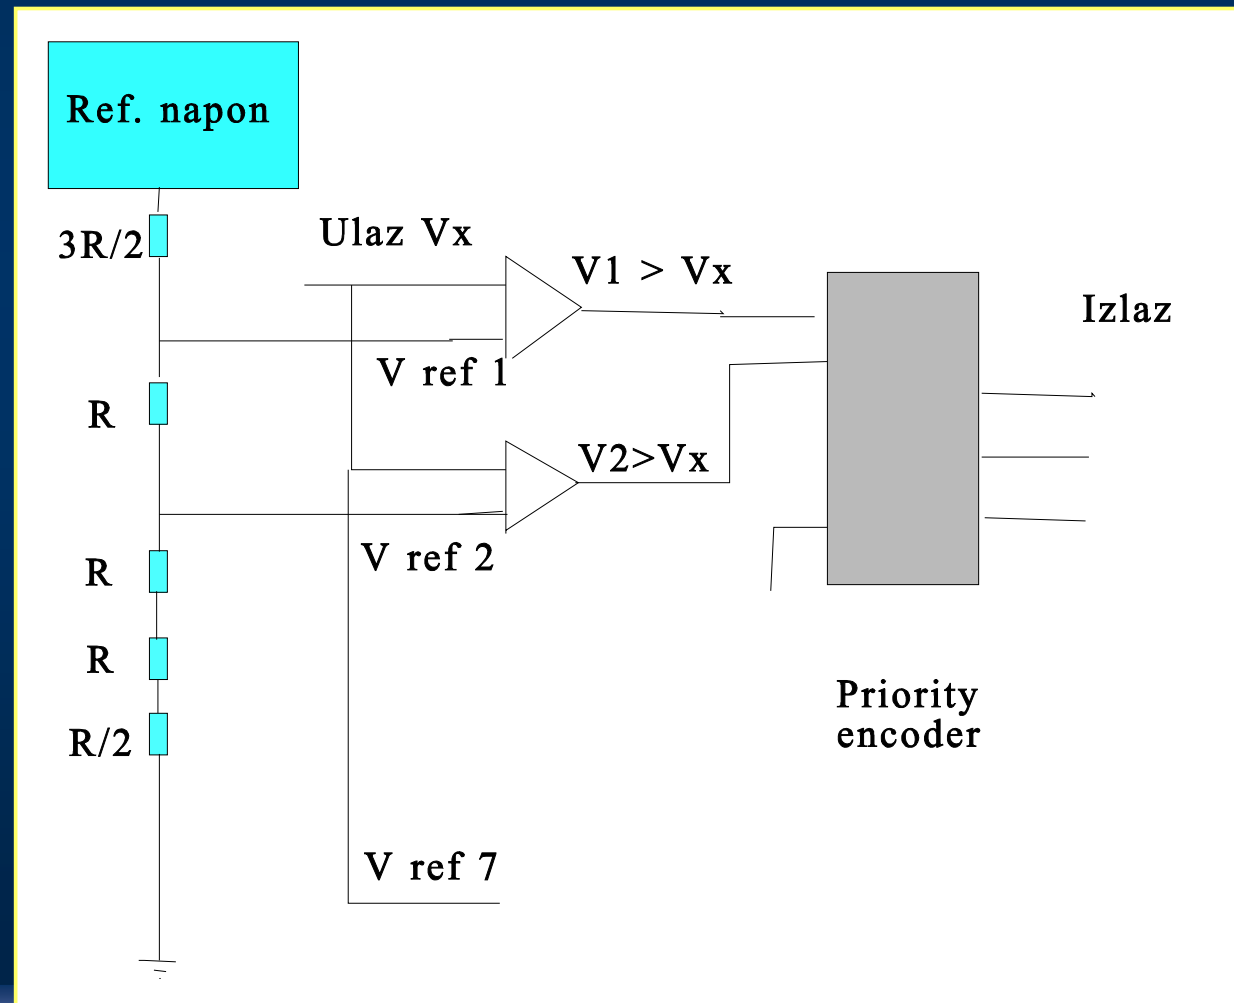 Ref. napon
3R/2
Ulaz Vx
V1 > Vx
Izlaz
V ref 1
R
V2>Vx
V ref 2
R
R
Priority
encoder
R/2
V ref 7